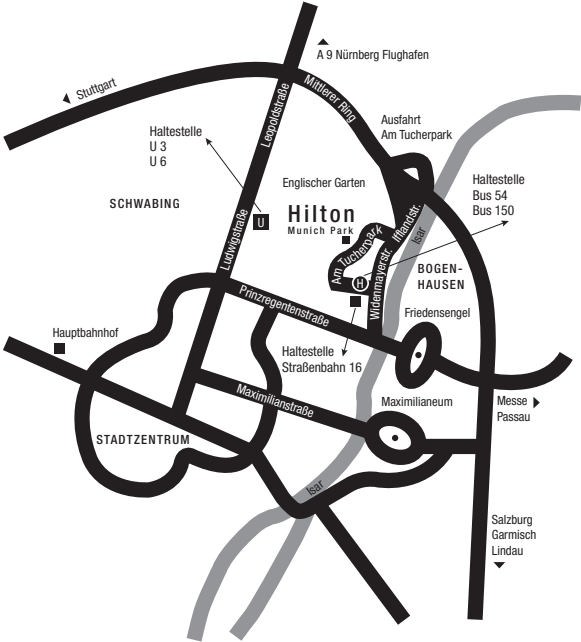 A 9 Nürnberg Flughafen
Stuttgart
Mittlerer Ring
Leopoldstraße
Ausfahrt
Am Tucherpark
Haltestelle
U 3
U 6
Englischer Garten
Haltestelle
Bus 54
Bus 150
SCHWABING
Hilton
Munich Park
U
Ludwigstraße
Am Tucherpark
Ifflandstr.
Isar
H
Widenmayerstr.
BOGEN-
HAUSEN
Prinzregentenstraße
Friedensengel
Hauptbahnhof
Haltestelle
Straßenbahn 16
Maximilianstraße
Maximilianeum
Messe
Passau
STADTZENTRUM
Isar
Salzburg
Garmisch
Lindau